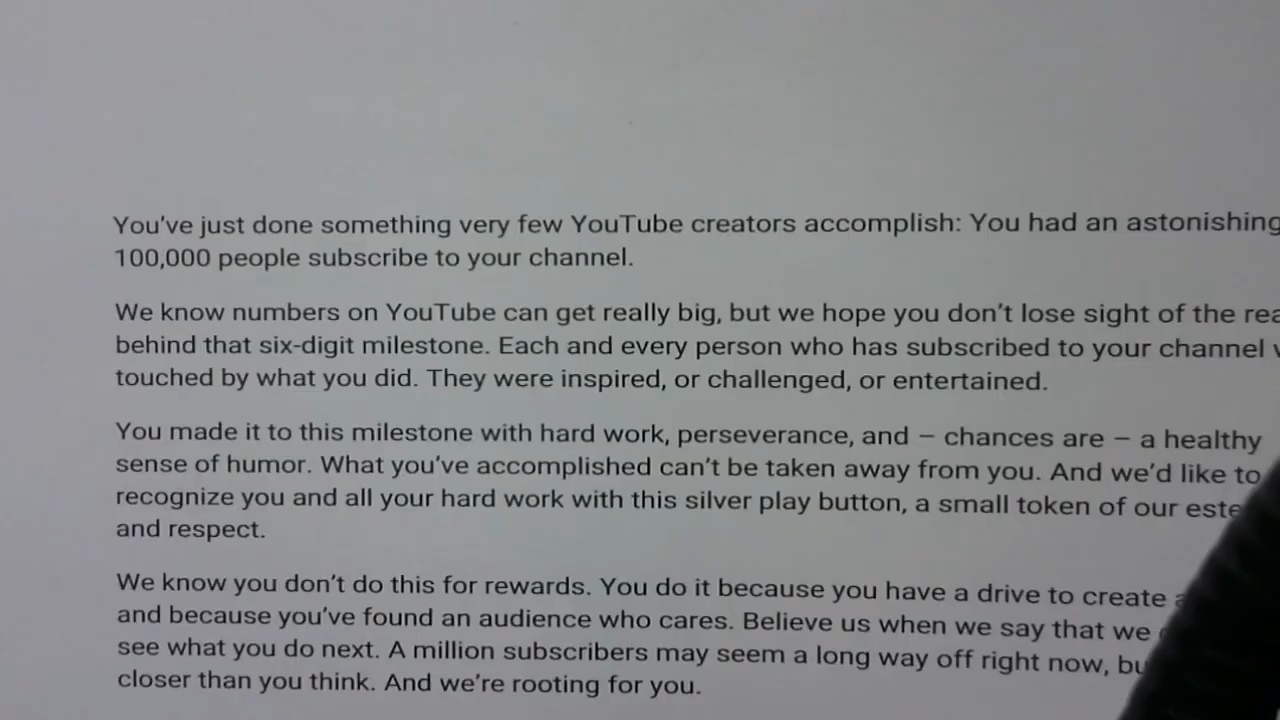 You've just done something very few YouTube creators accomplish: You had an astonishing
100,000 people subscribe to your channel.
We know numbers on YouTube can get really big, but we hope you don't lose sight of the
behind that six-digit milestone. Each and every person who has subscribed to your channel
touched by what you did. They were inspired, or challenged, or entertained.
You made it to this milestone with hard work, perseverance, and – chances are – a healthy
sense of humor. What you've accomplished can't be taken away from you. And we'd like to
recognize you and all your hard work with this silver play button, a small token of our
and respect.
We know you don't do this for rewards. You do it because you have a drive to create
and because you've found an audience who cares. Believe us when we say that we
see what you do next. A million subscribers may seem a long way off right now,
closer than you think. And we're rooting for you.